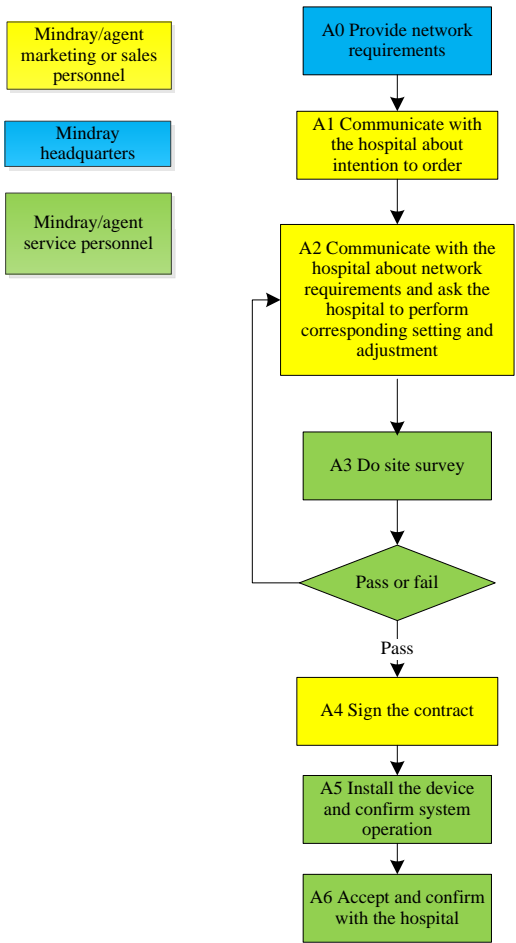 Mindray/agent
marketing or sales
personnel
Mindray
headquarters
Mindray/agent
service personnel
A0 Provide network
requirements
A1 Communicate with
the hospital about
intention to order
A2 Communicate with the
hospital about network
requirements and ask the
hospital to perform
corresponding setting and
adjustment
A3 Do site survey
Pass or fail
Pass
A4 Sign the contract
A5 Install the device
and confirm system
operation
A6 Accept and confirm
with the hospital